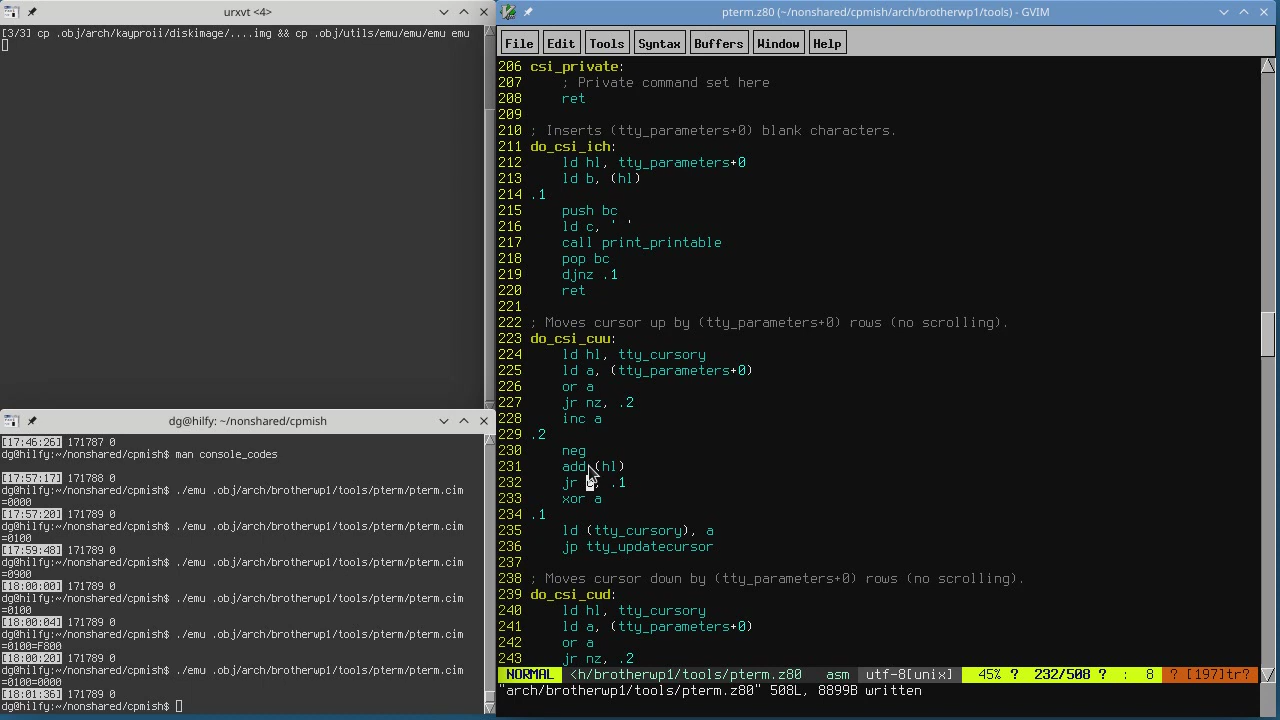 urxvt <4>
[3/3] cp .obj/arch/kayproii/diskimage/....img && cp .obj/utils/emu/emu/emu emu
dg@hilfy: ~/nonshared/cpmish
[17:46:26] 171787 0
dg@hilfy:~/nonshared/cpmish$ man console_codes
[17:57:17] 171788 0
dg@hilfy:~/nonshared/cpmish$ ./emu .obj/arch/brotherwp1/tools/pterm/pterm.cim
=0000
[17:57:20] 171789 0
dg@hilfy:~/nonshared/cpmish$ ./emu .obj/arch/brotherwp1/tools/pterm/pterm.cim
=0100
[17:59:48] 171789 0
dg@hilfy:~/nonshared/cpmish$ ./emu .obj/arch/brotherwp1/tools/pterm/pterm.cim
=0900
[18:00:00] 171789 0
dg@hilfy:~/nonshared/cpmish$ ./emu .obj/arch/brotherwp1/tools/pterm/pterm.cim
=0100
[18:00:04] 171789 0
dg@hilfy:~/nonshared/cpmish$ ./emu .obj/arch/brotherwp1/tools/pterm/pterm.cim
=0100=F800
[18:00:20] 171789 0
dg@hilfy:~/nonshared/cpmish$ ./emu .obj/arch/brotherwp1/tools/pterm/pterm.cim
=0100=0000
[18:01:36] 171789 0
dg@hilfy:~/nonshared/cpmish$
pterm.z80 (~/nonshared/cpmish/arch/brotherwp1/tools) - GVIM
File Edit Tools Syntax Buffers Window Help
206 csi_private:
207     ; Private command set here
208     ret
209
210 ; Inserts (tty_parameters+0) blank characters.
211 do_csi_ich:
212     ld hl, tty_parameters+0
213     ld b, (hl)
214 .1
215     push bc
216     ld c, ' '
217     call print_printable
218     pop bc
219     djnz .1
220     ret
221
222 ; Moves cursor up by (tty_parameters+0) rows (no scrolling).
223 do_csi_cuu:
224     ld hl, tty_cursory
225     ld a, (tty_parameters+0)
226     or a
227     jr nz, .2
228     inc a
229 .2
230     neg
231     add (hl)
232     jr , .1
233     xor a
234 .1
235     ld (tty_cursory), a
236     jp tty_updatecursor
237
238 ; Moves cursor down by (tty_parameters+0) rows (no scrolling).
239 do_csi_cud:
240     ld hl, tty_cursory
241     ld a, (tty_parameters+0)
242     or a
243     jr nz, .2
NORMAL <h/brotherwp1/tools/pterm.z80 asm utf-8[unix] 45% ? 232/508 ? : 8 ? [197]tr?
"arch/brotherwp1/tools/pterm.z80" 508L, 8899B written